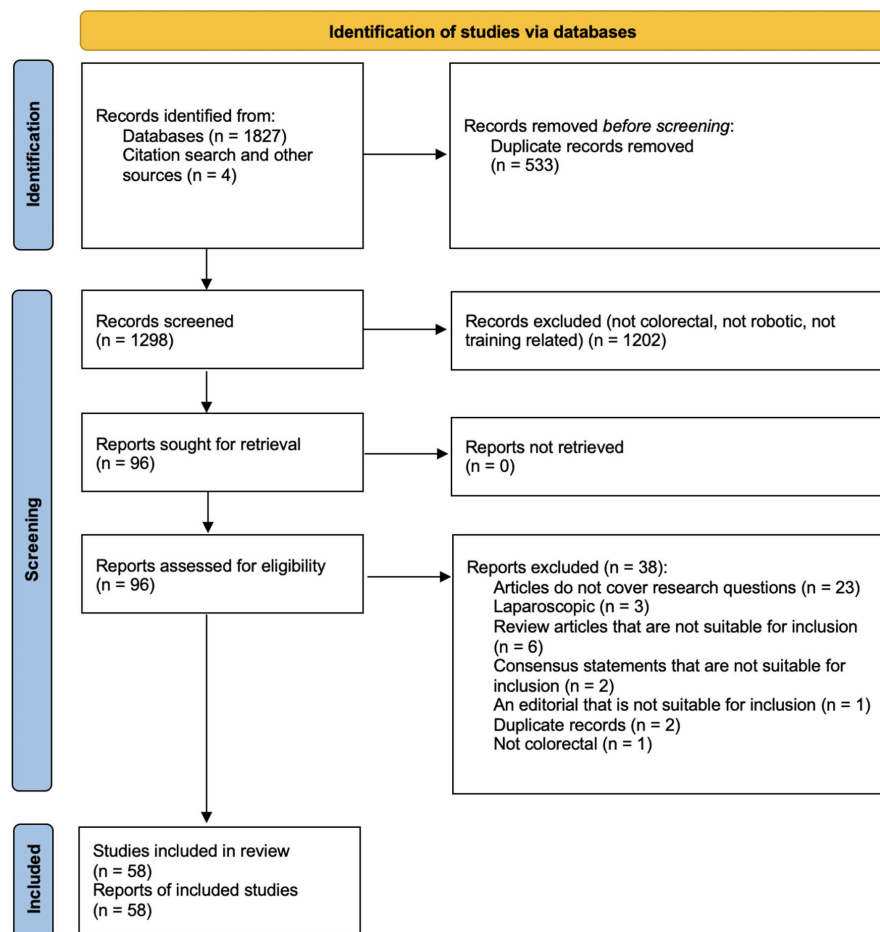 Identification of studies via databases
Identification
Records identified from:
Databases (n = 1827)
Citation search and other
sources (n = 4)
Records removed before screening:
Duplicate records removed
(n = 533)
Screening
Records screened
(n = 1298)
Records excluded (not colorectal, not robotic, not
training related) (n = 1202)
Reports sought for retrieval
(n = 96)
Reports not retrieved
(n = 0)
Reports assessed for eligibility
(n = 96)
Reports excluded (n = 38):
Articles do not cover research questions (n = 23)
Laparoscopic (n = 3)
Review articles that are not suitable for inclusion
(n = 6)
Consensus statements that are not suitable for
inclusion (n = 2)
An editorial that is not suitable for inclusion (n = 1)
Duplicate records (n = 2)
Not colorectal (n = 1)
Included
Studies included in review
(n = 58)
Reports of included studies
(n = 58)